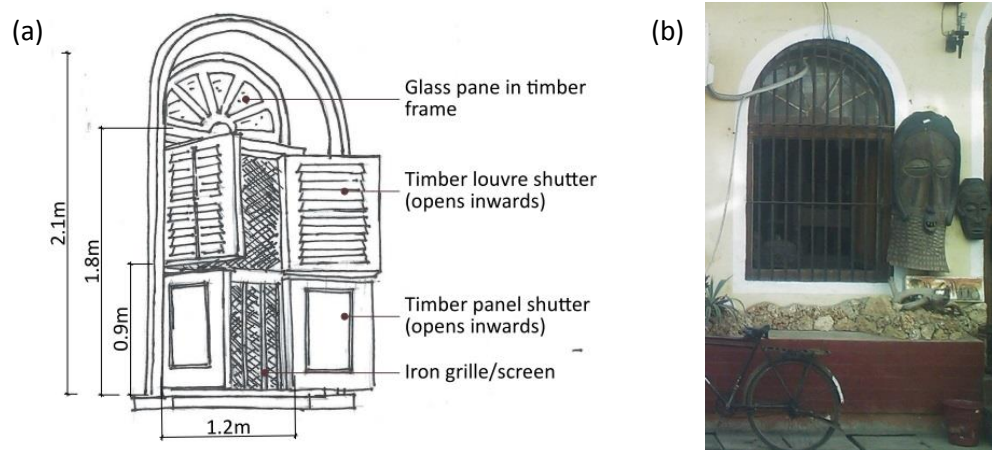 (a)
(b)
Glass pane in timber
frame
Timber louvre shutter
(opens inwards)
Timber panel shutter
(opens inwards)
Iron grille/screen
2.1m
1.8m
0.9m
1.2m